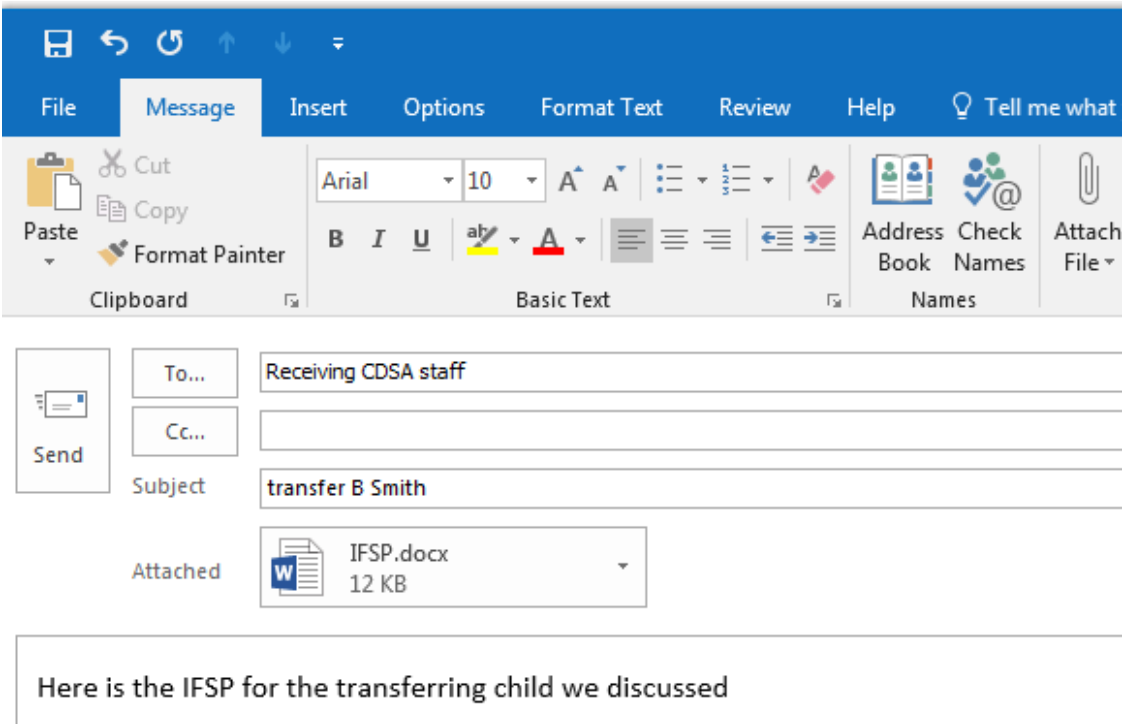 File Message Insert Options Format Text Review Help Tell me what
Cut
Copy
Paste
Format Painter
Clipboard
Arial 10
B I U
Basic Text
Address Book
Check Names
Names
Attach File
Send
To... Receiving CDSA staff
Cc...
Subject transfer B Smith
Attached IFSP.docx
12 KB
Here is the IFSP for the transferring child we discussed